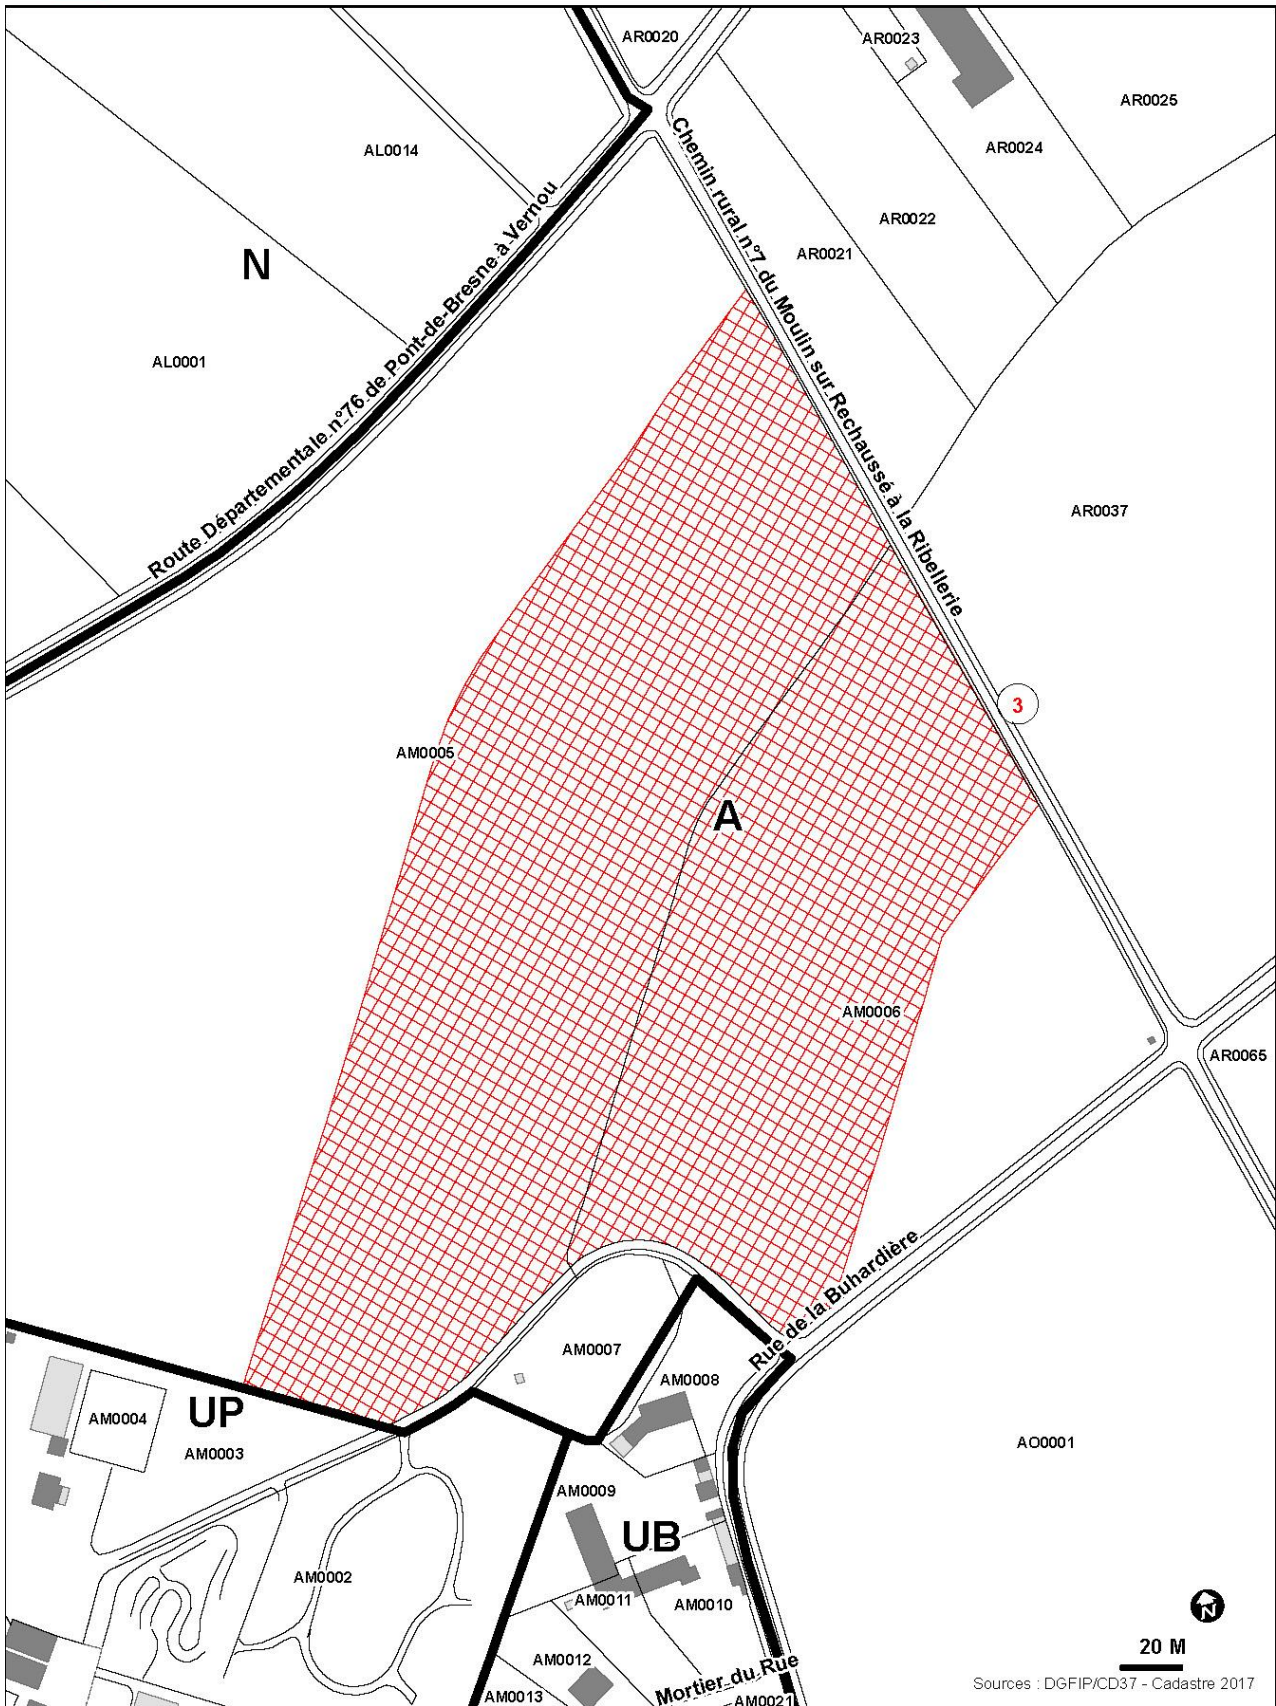 AR0020
AR0023
AR0025
AL0014
AR0024
Chemin rural n°7 du Moulin sur Rechaussé à la Ribellerie
AR0022
AR0021
N
Route Départementale n°76 de Pont-de-Bresne à Vernou
AL0001
AR0037
3
AM0005
A
AM0006
AR0065
Rue de la Buhardière
AM0007
AM0008
AM0004
UP
AM0003
AO0001
AM0009
UB
AM0002
AM0011
AM0010
N
20 M
AM0012
Mortier du Rue
AM0013
AM0021
Sources : DGFIP/CD37 - Cadastre 2017